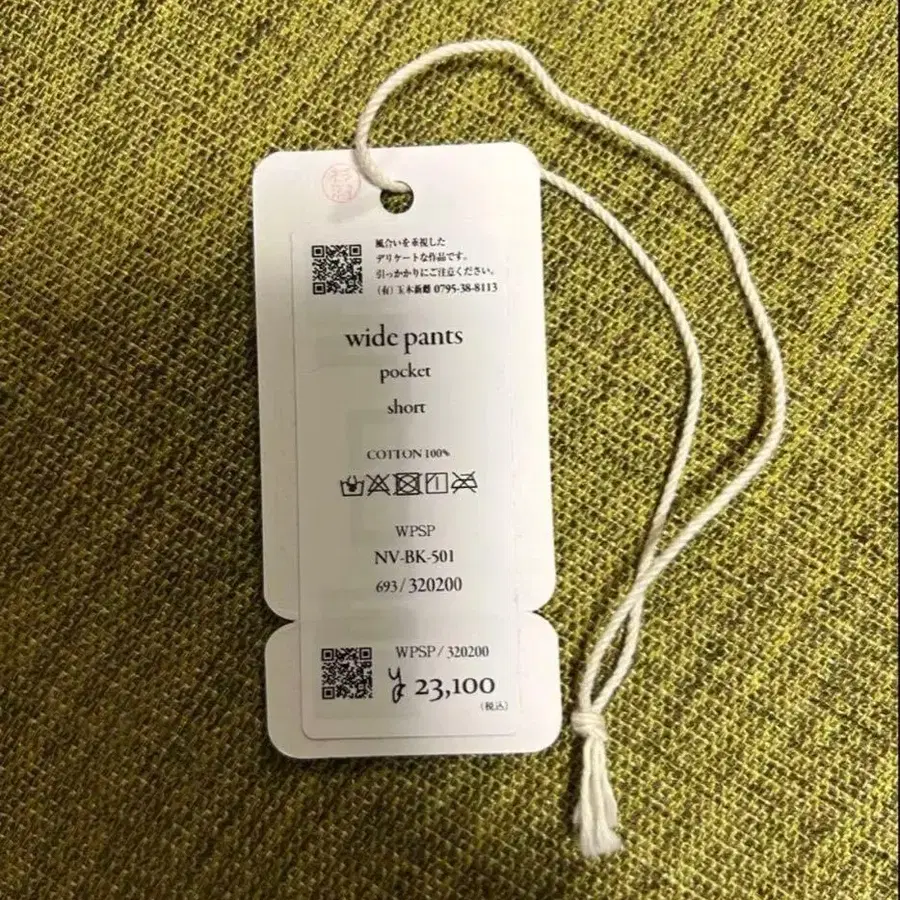 風合いを重視した
デリケートな作品です。
引っかかりにご注意ください。
(有) 玉木新雌 0795-38-8113
wide pants
pocket
short
COTTON 100%
WPSP
NV-BK-501
693 / 320200
WPSP / 320200
¥ 23,100
(税込)